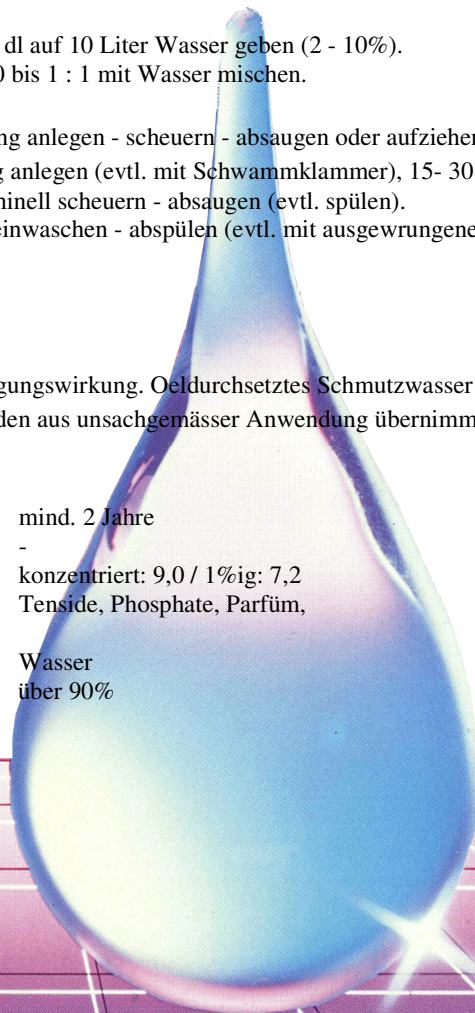 dl auf 10 Liter Wasser geben (2 - 10%).
0 bis 1 : 1 mit Wasser mischen.
ng anlegen - scheuern - absaugen oder aufziehen
g anlegen (evtl. mit Schwammklammer), 15- 30
hinell scheuern - absaugen (evtl. spülen).
einwaschen - abspülen (evtl. mit ausgewrungene
gungswirkung. Oeldurchsetztes Schmutzwasser
den aus unsachgemässer Anwendung übernimm
mind. 2 Jahre
-
konzentriert: 9,0 / 1%ig: 7,2
Tenside, Phosphate, Parfüm,
Wasser
über 90%